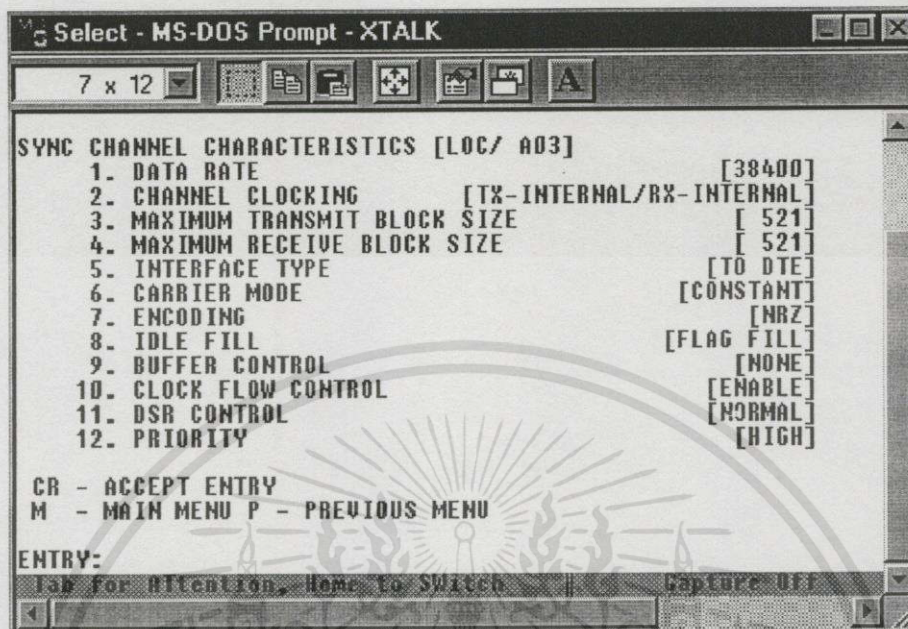 Select - MS-DOS Prompt - XTALK
7 x 12
A
SYNC CHANNEL CHARACTERISTICS [LOC/ A03]
1. DATA RATE [38400]
2. CHANNEL CLOCKING [TX-INTERNAL/RX-INTERNAL]
3. MAXIMUM TRANSMIT BLOCK SIZE [ 521]
4. MAXIMUM RECEIVE BLOCK SIZE [ 521]
5. INTERFACE TYPE [TO DTE]
6. CARRIER MODE [CONSTANT]
7. ENCODING [NRZ]
8. IDLE FILL [FLAG FILL]
9. BUFFER CONTROL [NONE]
10. CLOCK FLOW CONTROL [ENABLE]
11. DSR CONTROL [NORMAL]
12. PRIORITY [HIGH]
CR - ACCEPT ENTRY
M - MAIN MENU P - PREVIOUS MENU
ENTRY:
Tab for ATtention, Home to SWitch Capture Off